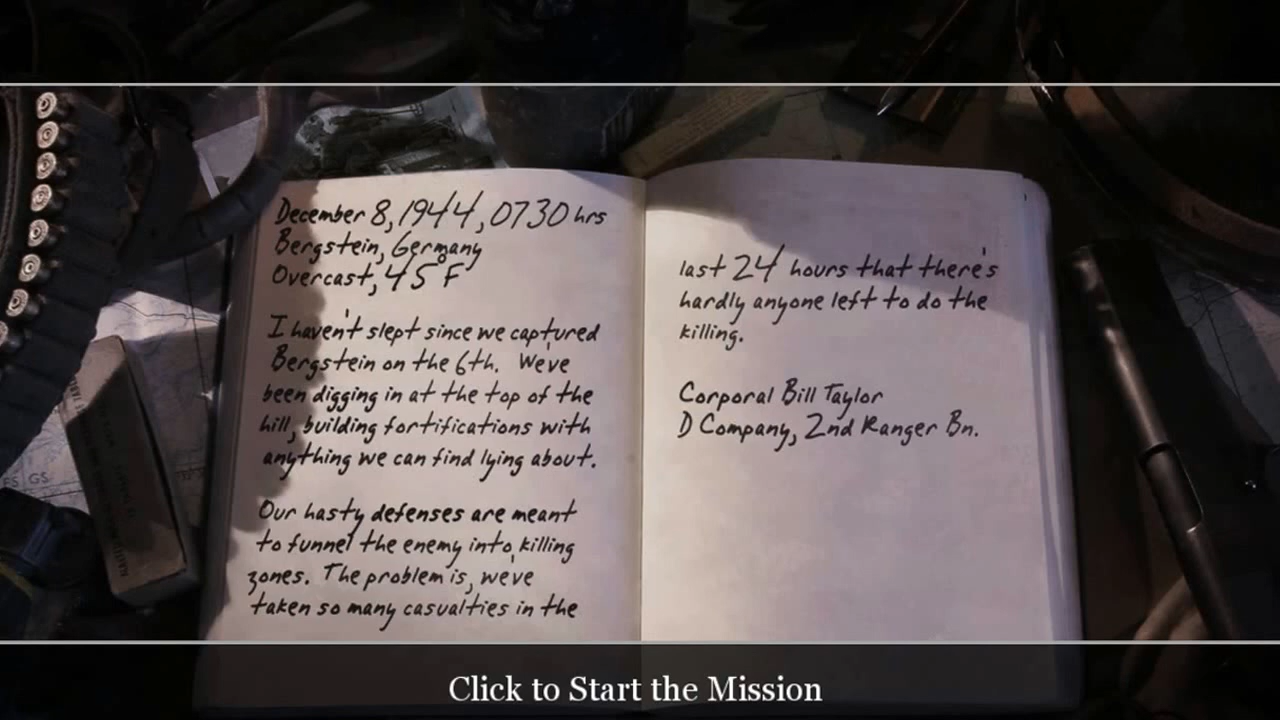 December 8, 1944, 0730 hrs
Bergstein, Germany
Overcast, 45° F
I haven't slept since we captured
Bergstein on the 6th. We've
been digging in at the top of the
hill, building fortifications with
anything we can find lying about.
Our hasty defenses are meant
to funnel the enemy into killing
zones. The problem is, we've
taken so many casualties in the
last 24 hours that there's
hardly anyone left to do the
killing.
Corporal Bill Taylor
D Company, 2nd Ranger Bn.
Click to Start the Mission